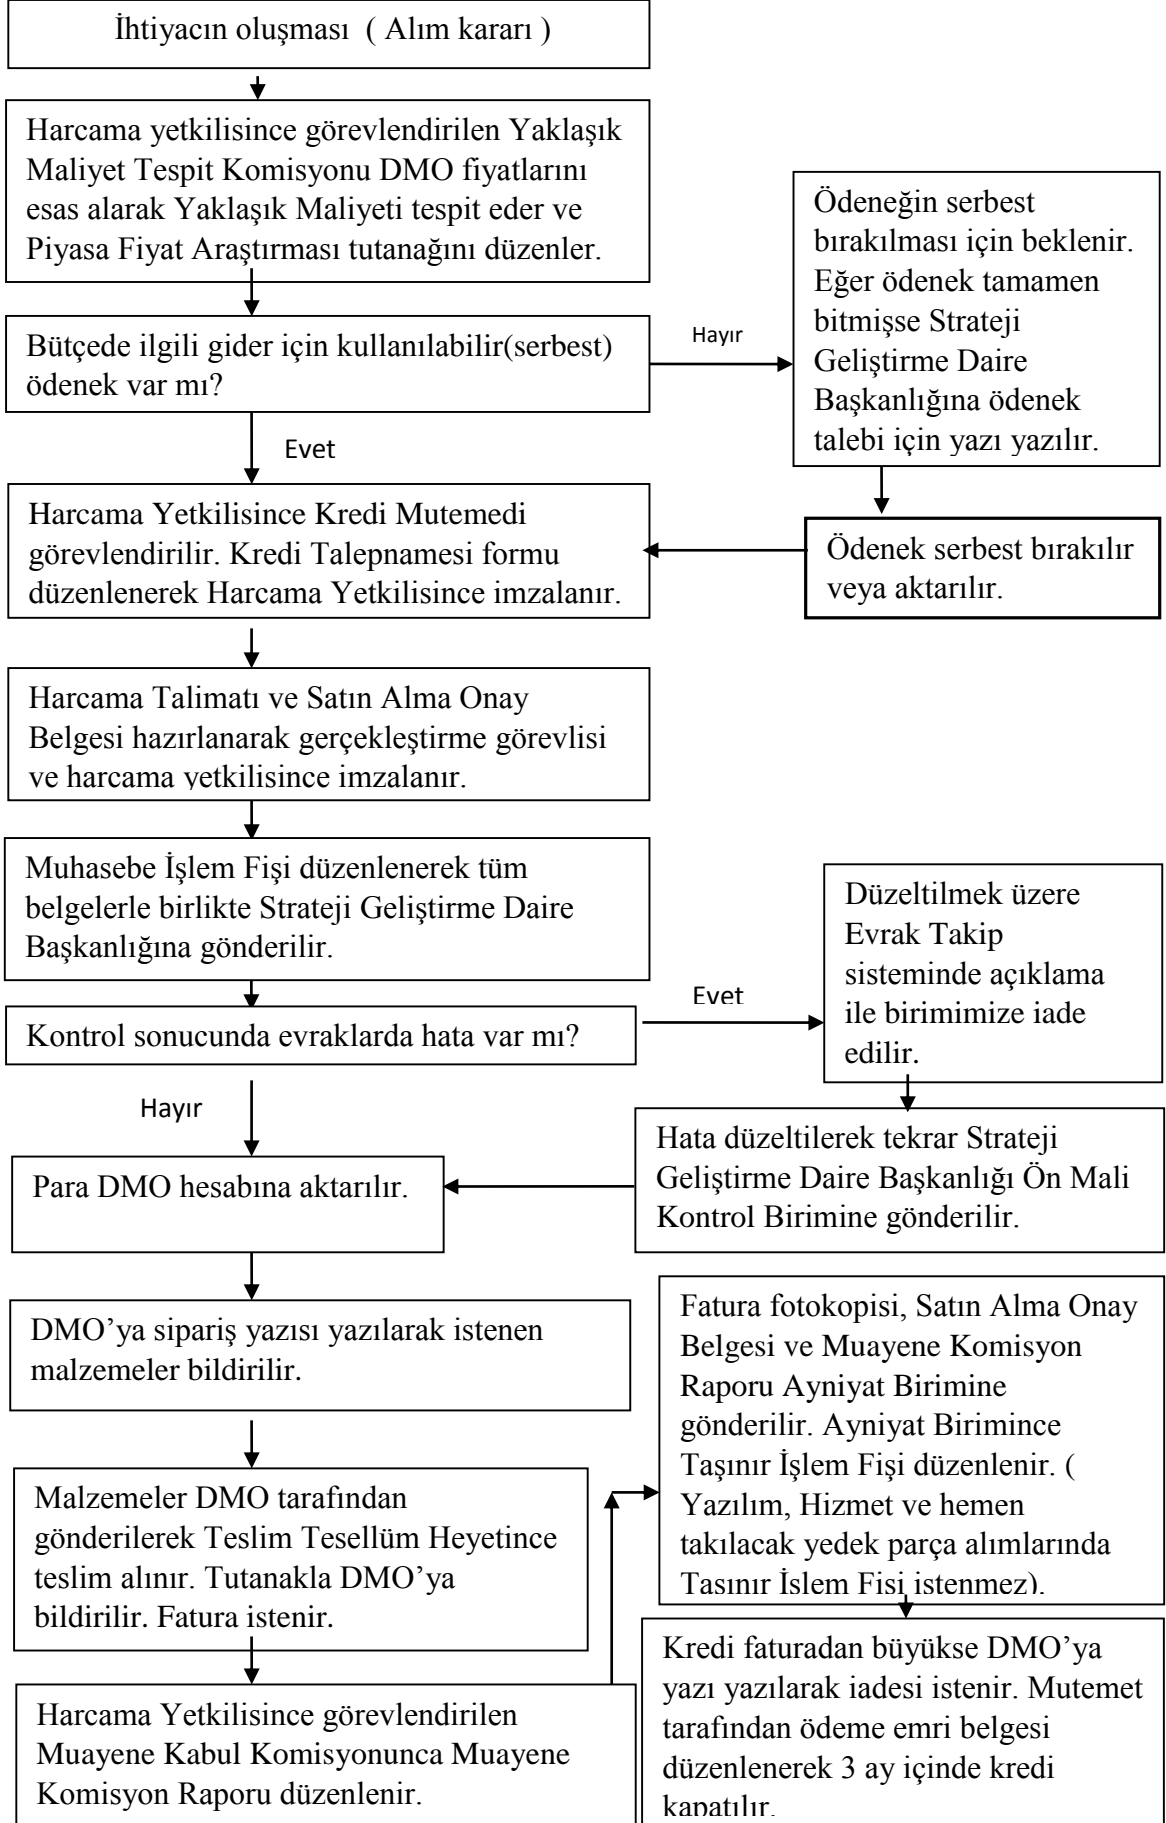 İhtiyacın oluşması  ( Alım kararı )
Harcama yetkilisince görevlendirilen Yaklaşık
Maliyet Tespit Komisyonu DMO fiyatlarını
esas alarak Yaklaşık Maliyeti tespit eder ve
Piyasa Fiyat Araştırması tutanağını düzenler.
Bütçede ilgili gider için kullanılabilir(serbest)
ödenek var mı?
Hayır
Ödeneğin serbest
bırakılması için beklenir.
Eğer ödenek tamamen
bitmişse Strateji
Geliştirme Daire
Başkanlığına ödenek
talebi için yazı yazılır.
Evet
Ödenek serbest bırakılır
veya aktarılır.
Harcama Yetkilisince Kredi Mutemedi
görevlendirilir. Kredi Talepnamesi formu
düzenlenerek Harcama Yetkilisince imzalanır.
Harcama Talimatı ve Satın Alma Onay
Belgesi hazırlanarak gerçekleştirme görevlisi
ve harcama yetkilisince imzalanır.
Muhasebe İşlem Fişi düzenlenerek tüm
belgelerle birlikte Strateji Geliştirme Daire
Başkanlığına gönderilir.
Kontrol sonucunda evraklarda hata var mı?
Evet
Düzeltilmek üzere
Evrak Takip
sisteminde açıklama
ile birimimize iade
edilir.
Hayır
Hata düzeltilerek tekrar Strateji
Geliştirme Daire Başkanlığı Ön Mali
Kontrol Birimine gönderilir.
Para DMO hesabına aktarılır.
DMO’ya sipariş yazısı yazılarak istenen
malzemeler bildirilir.
Malzemeler DMO tarafından
gönderilerek Teslim Tesellüm Heyetince
teslim alınır. Tutanakla DMO’ya
bildirilir. Fatura istenir.
Harcama Yetkilisince görevlendirilen
Muayene Kabul Komisyonunca Muayene
Komisyon Raporu düzenlenir.
Fatura fotokopisi, Satın Alma Onay
Belgesi ve Muayene Komisyon
Raporu Ayniyat Birimine
gönderilir. Ayniyat Birimince
Taşınır İşlem Fişi düzenlenir. (
Yazılım, Hizmet ve hemen
takılacak yedek parça alımlarında
Taşınır İşlem Fişi istenmez).
Kredi faturadan büyükse DMO’ya
yazı yazılarak iadesi istenir. Mutemet
tarafından ödeme emri belgesi
düzenlenerek 3 ay içinde kredi
kapatılır.